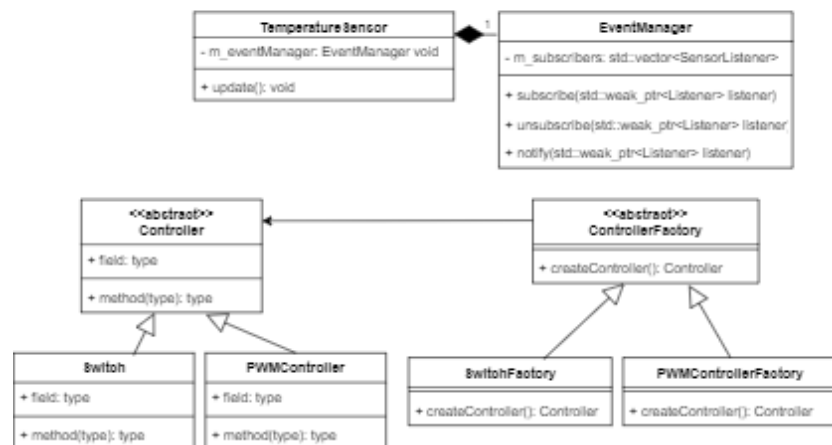 TemperatureSensor
- m_eventManager: EventManager void
+ update(): void
1
EventManager
- m_subscribers: std::vector<SensorListener>
+ subscribe(std::weak_ptr<Listener> listener)
+ unsubscribe(std::weak_ptr<Listener> listener
+ notify(std::weak_ptr<Listener> listener)
<<abstract>>
Controller
+ field: type
+ method(type): type
<<abstract>>
ControllerFactory
+ createController(): Controller
Switch
+ field: type
+ method(type): type
PWMController
+ field: type
+ method(type): type
SwitchFactory
+ createController(): Controller
PWMControllerFactory
+ createController(): Controller